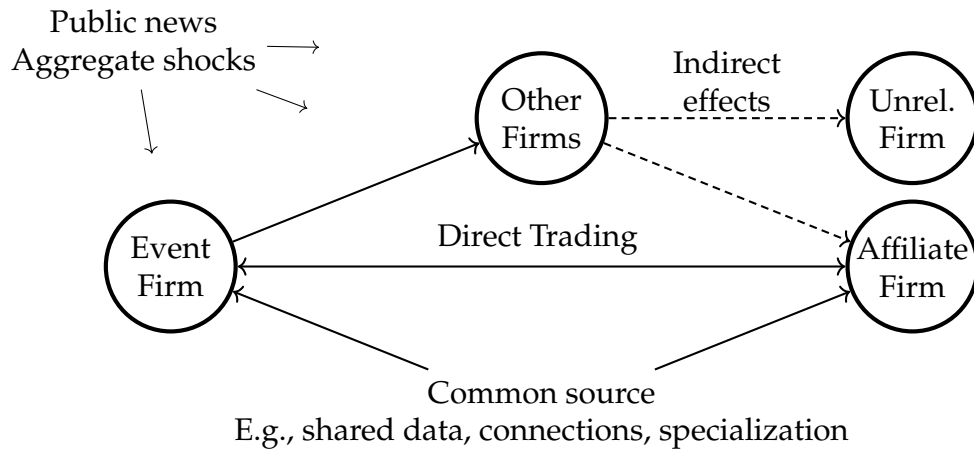 Public news
Aggregate shocks
Other
Firms
Indirect
effects
Unrel.
Firm
Event
Firm
Direct Trading
Affiliate
Firm
Common source
E.g., shared data, connections, specialization